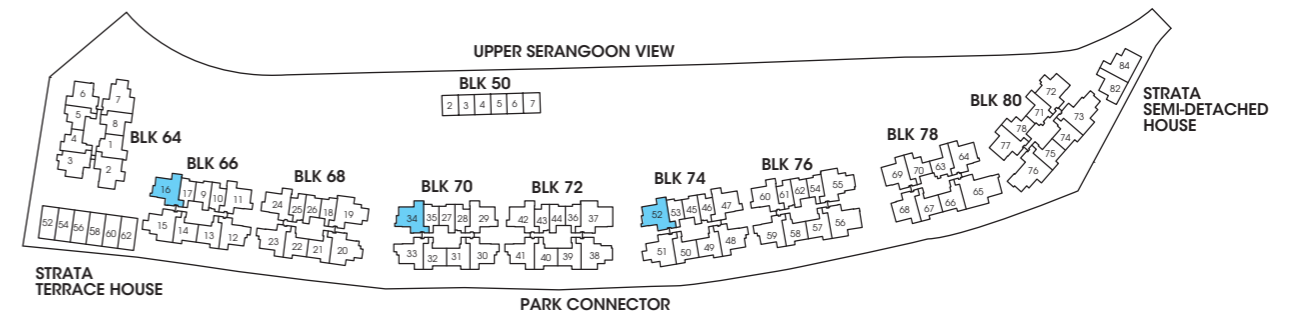 UPPER SERANGOON VIEW
BLK 50
2 3 4 5 6 7
BLK 64
6 7
5 8
4 1
3 2
BLK 66
16 17 9 10 11
15 14 13 12
BLK 68
24 25 26 18 19
23 22 21 20
BLK 70
34 35 27 28 29
33 32 31 30
BLK 72
42 43 44 36 37
41 40 39 38
BLK 74
52 53 45 46 47
51 50 49 48
BLK 76
60 61 62 54 55
59 58 57 56
BLK 78
69 70 63 64
68 67 66 65
BLK 80
72
71 73
78 74
77 75
76
84
82
STRATA
SEMI-DETACHED
HOUSE
52 54 56 58 60 62
STRATA
TERRACE HOUSE
PARK CONNECTOR